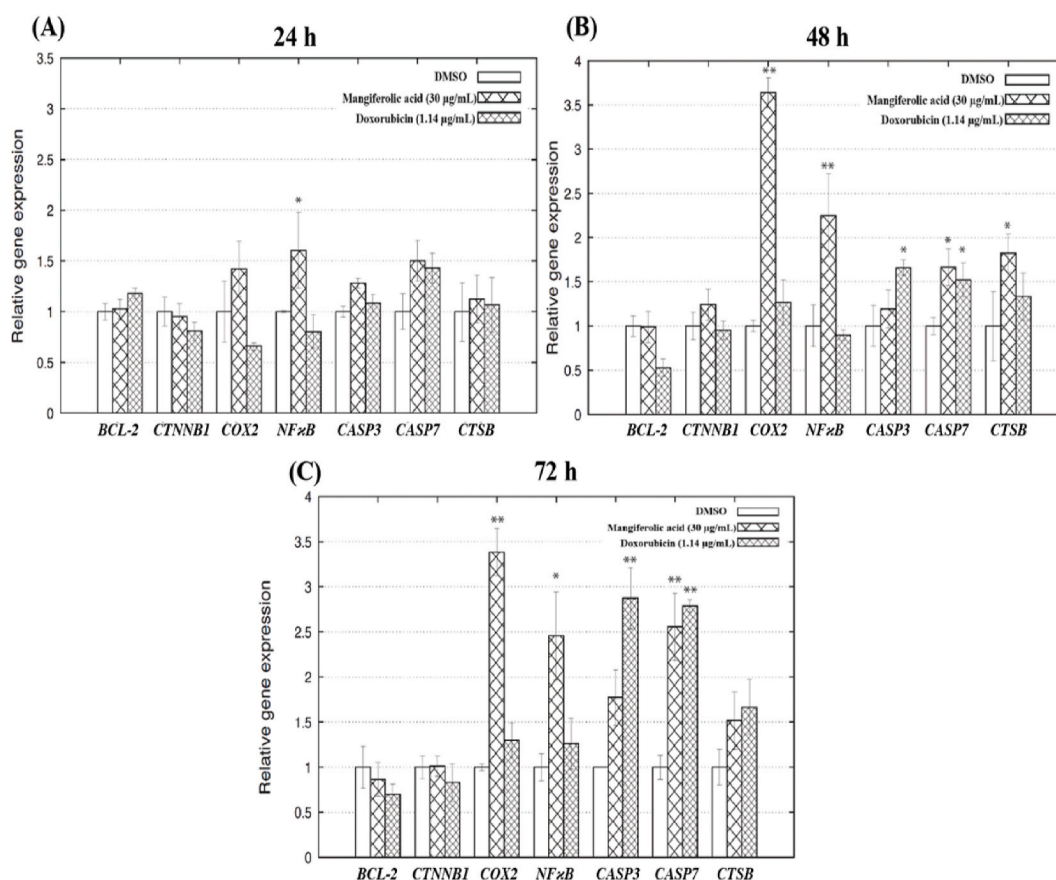 (A)
24 h
Relative gene expression
3.5
3
2.5
2
1.5
1
0.5
0
DMSO
Mangiferolic acid (30 µg/mL)
Doxorubicin (1.14 µg/mL)
*
BCL-2 CTNNB1 COX2 NFϰB CASP3 CASP7 CTSB
(B)
48 h
Relative gene expression
4
3.5
3
2.5
2
1.5
1
0.5
0
DMSO
Mangiferolic acid (30 µg/mL)
Doxorubicin (1.14 µg/mL)
** ** * * * *
BCL-2 CTNNB1 COX2 NFϰB CASP3 CASP7 CTSB
(C)
72 h
Relative gene expression
4
3.5
3
2.5
2
1.5
1
0.5
0
DMSO
Mangiferolic acid (30 µg/mL)
Doxorubicin (1.14 µg/mL)
** * ** ** **
BCL-2 CTNNB1 COX2 NFϰB CASP3 CASP7 CTSB